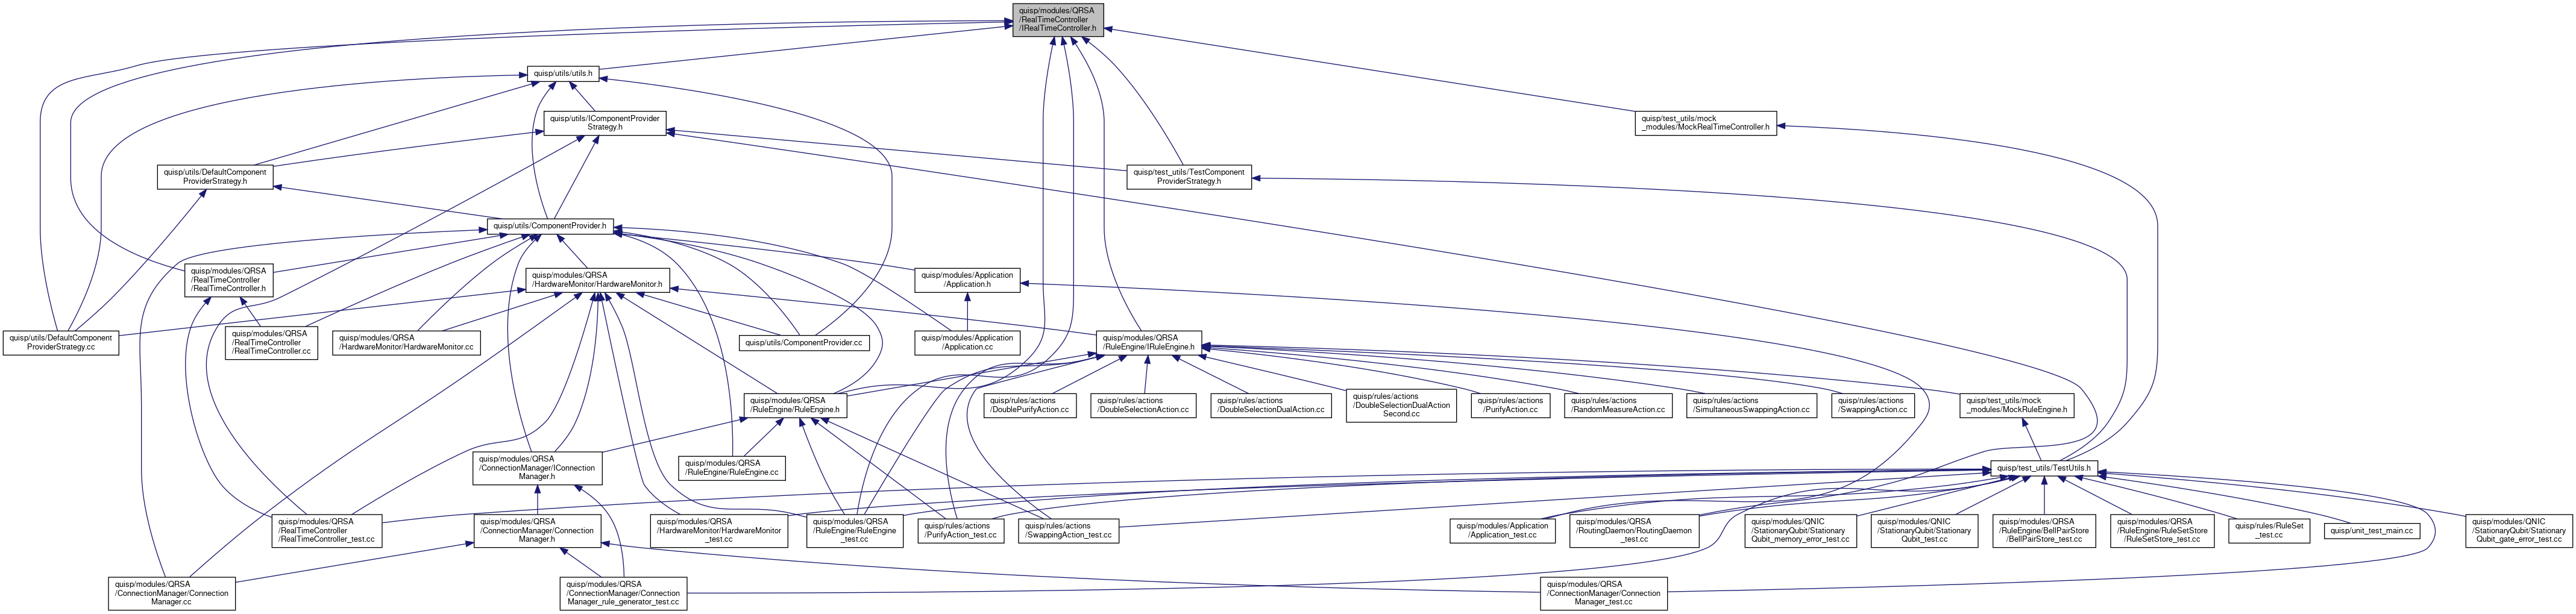 quisp/modules/QRSA
/RealTimeController
/IRealTimeController.h
quisp/utils/utils.h
quisp/utils/IComponentProvider
Strategy.h
quisp/test_utils/mock
_modules/MockRealTimeController.h
quisp/utils/DefaultComponent
ProviderStrategy.h
quisp/test_utils/TestComponent
ProviderStrategy.h
quisp/utils/ComponentProvider.h
quisp/modules/QRSA
/RealTimeController
/RealTimeController.h
quisp/modules/QRSA
/HardwareMonitor/HardwareMonitor.h
quisp/modules/Application
/Application.h
quisp/utils/DefaultComponent
ProviderStrategy.cc
quisp/modules/QRSA
/RealTimeController
/RealTimeController.cc
quisp/modules/QRSA
/HardwareMonitor/HardwareMonitor.cc
quisp/utils/ComponentProvider.cc
quisp/modules/Application
/Application.cc
quisp/modules/QRSA
/RuleEngine/IRuleEngine.h
quisp/modules/QRSA
/RuleEngine/RuleEngine.h
quisp/rules/actions
/DoublePurifyAction.cc
quisp/rules/actions
/DoubleSelectionAction.cc
quisp/rules/actions
/DoubleSelectionDualAction.cc
quisp/rules/actions
/DoubleSelectionDualAction
Second.cc
quisp/rules/actions
/PurifyAction.cc
quisp/rules/actions
/RandomMeasureAction.cc
quisp/rules/actions
/SimultaneousSwappingAction.cc
quisp/rules/actions
/SwappingAction.cc
quisp/test_utils/mock
_modules/MockRuleEngine.h
quisp/modules/QRSA
/ConnectionManager/IConnection
Manager.h
quisp/modules/QRSA
/RuleEngine/RuleEngine.cc
quisp/test_utils/TestUtils.h
quisp/modules/QRSA
/RealTimeController
/RealTimeController_test.cc
quisp/modules/QRSA
/ConnectionManager/Connection
Manager.h
quisp/modules/QRSA
/HardwareMonitor/HardwareMonitor
_test.cc
quisp/modules/QRSA
/RuleEngine/RuleEngine
_test.cc
quisp/rules/actions
/PurifyAction_test.cc
quisp/rules/actions
/SwappingAction_test.cc
quisp/modules/Application
/Application_test.cc
quisp/modules/QRSA
/RoutingDaemon/RoutingDaemon
_test.cc
quisp/modules/QNIC
/StationaryQubit/Stationary
Qubit_memory_error_test.cc
quisp/modules/QNIC
/StationaryQubit/Stationary
Qubit_test.cc
quisp/modules/QRSA
/RuleEngine/BellPairStore
/BellPairStore_test.cc
quisp/modules/QRSA
/RuleEngine/RuleSetStore
/RuleSetStore_test.cc
quisp/rules/RuleSet
_test.cc
quisp/unit_test_main.cc
quisp/modules/QNIC
/StationaryQubit/Stationary
Qubit_gate_error_test.cc
quisp/modules/QRSA
/ConnectionManager/Connection
Manager.cc
quisp/modules/QRSA
/ConnectionManager/Connection
Manager_rule_generator_test.cc
quisp/modules/QRSA
/ConnectionManager/Connection
Manager_test.cc